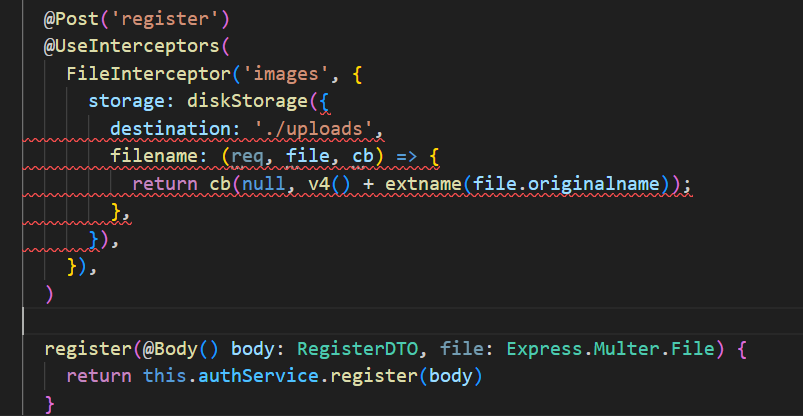 @Post('register')
@UseInterceptors(
FileInterceptor('images', {
storage: diskStorage({
destination: './uploads',
filename: (req, file, cb) => {
return cb(null, v4() + extname(file.originalname));
},
}),
}),
)
register(@Body() body: RegisterDTO, file: Express.Multer.File) {
return this.authService.register(body)
}